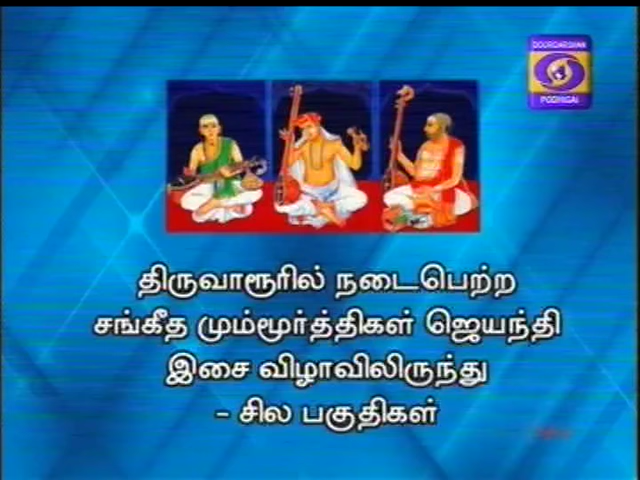 DOORDARSHAN
PODHIGAI
திருவாரூரில் நடைபெற்ற
சங்கீத மும்மூர்த்திகள் ஜெயந்தி
இசை விழாவிலிருந்து
- சில பகுதிகள்